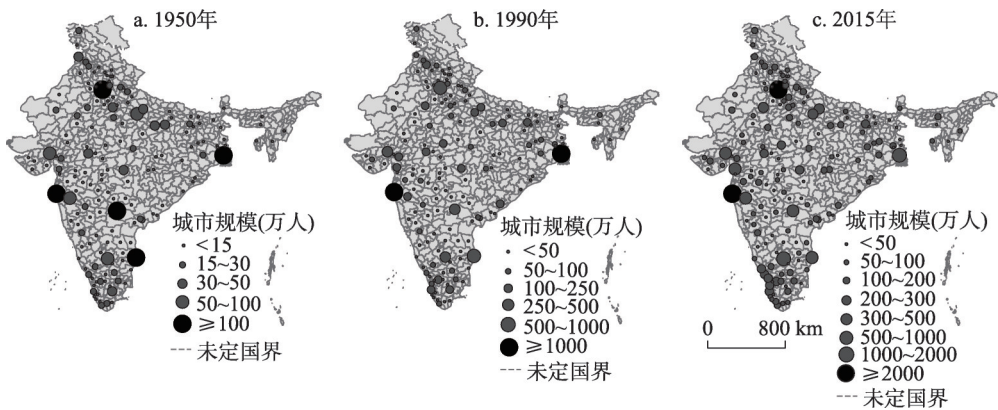 a. 1950年
城市规模(万人)
<15
15~30
30~50
50~100
≥100
未定国界
b. 1990年
城市规模(万人)
<50
50~100
100~250
250~500
500~1000
≥1000
未定国界
c. 2015年
0 800 km
城市规模(万人)
<50
50~100
100~200
200~300
300~500
500~1000
1000~2000
≥2000
未定国界